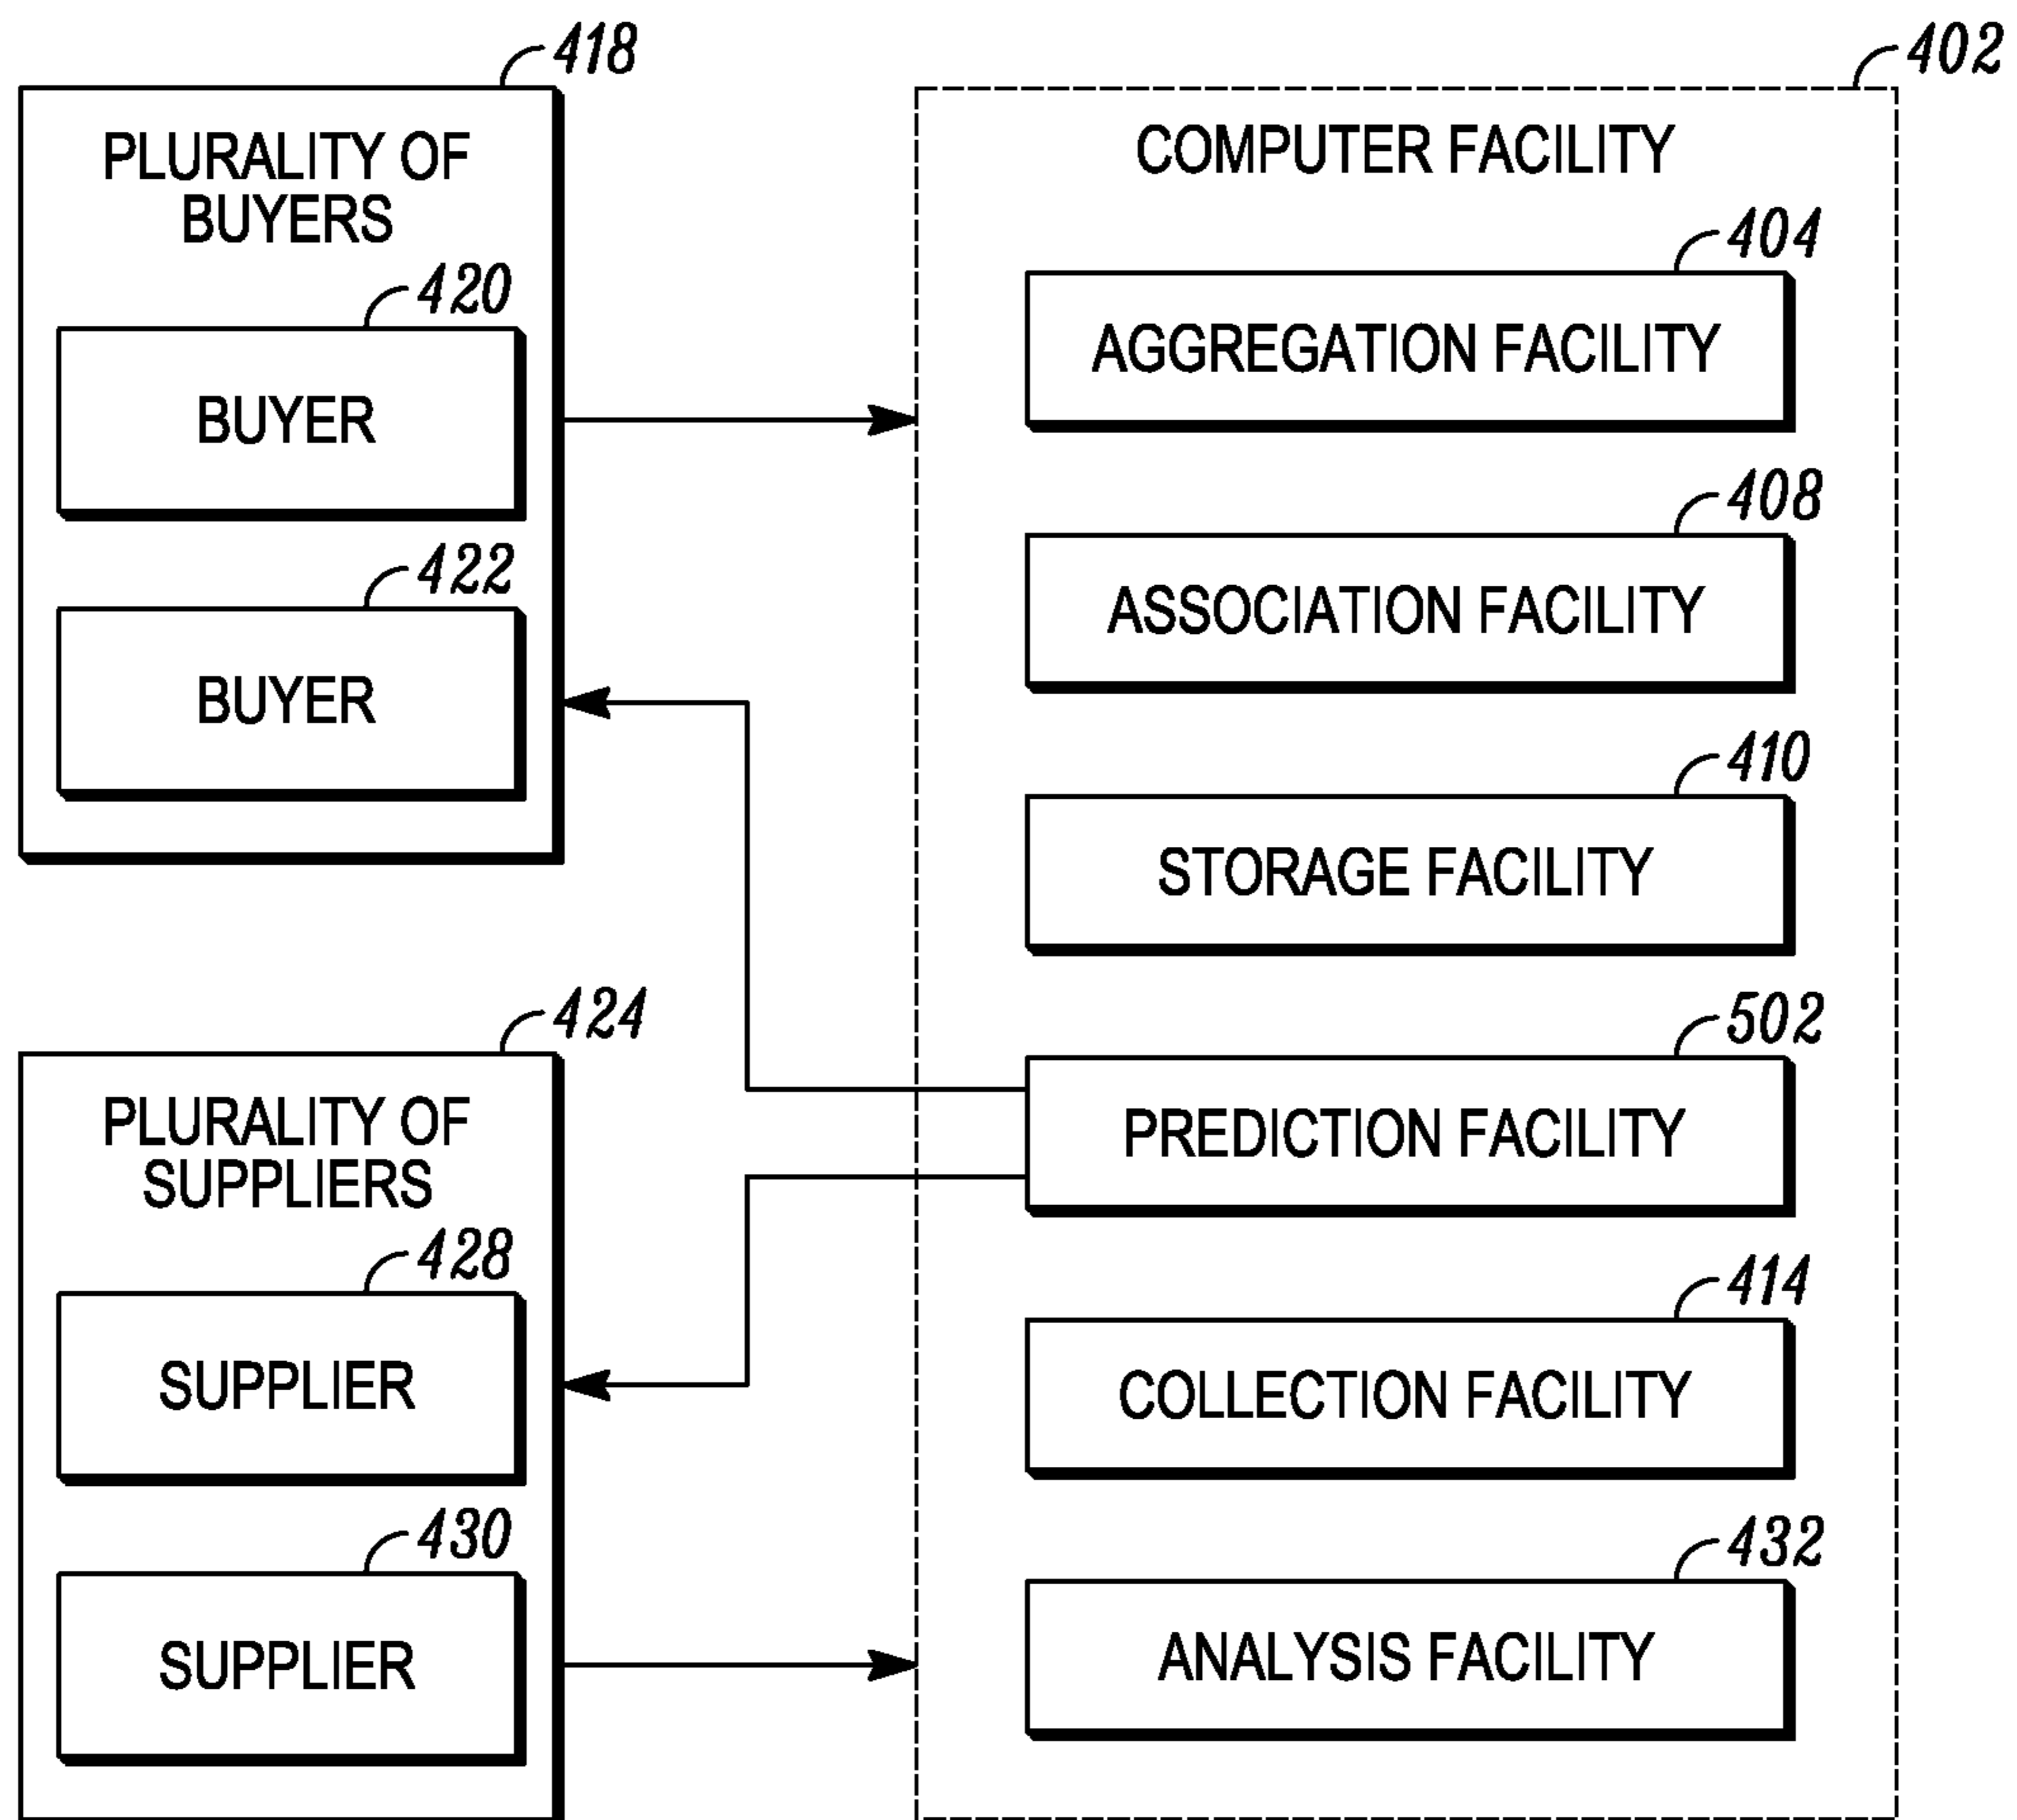 418
PLURALITY OF
BUYERS
420
BUYER
422
BUYER
424
PLURALITY OF
SUPPLIERS
428
SUPPLIER
430
SUPPLIER
402
COMPUTER FACILITY
404
AGGREGATION FACILITY
408
ASSOCIATION FACILITY
410
STORAGE FACILITY
502
PREDICTION FACILITY
414
COLLECTION FACILITY
432
ANALYSIS FACILITY